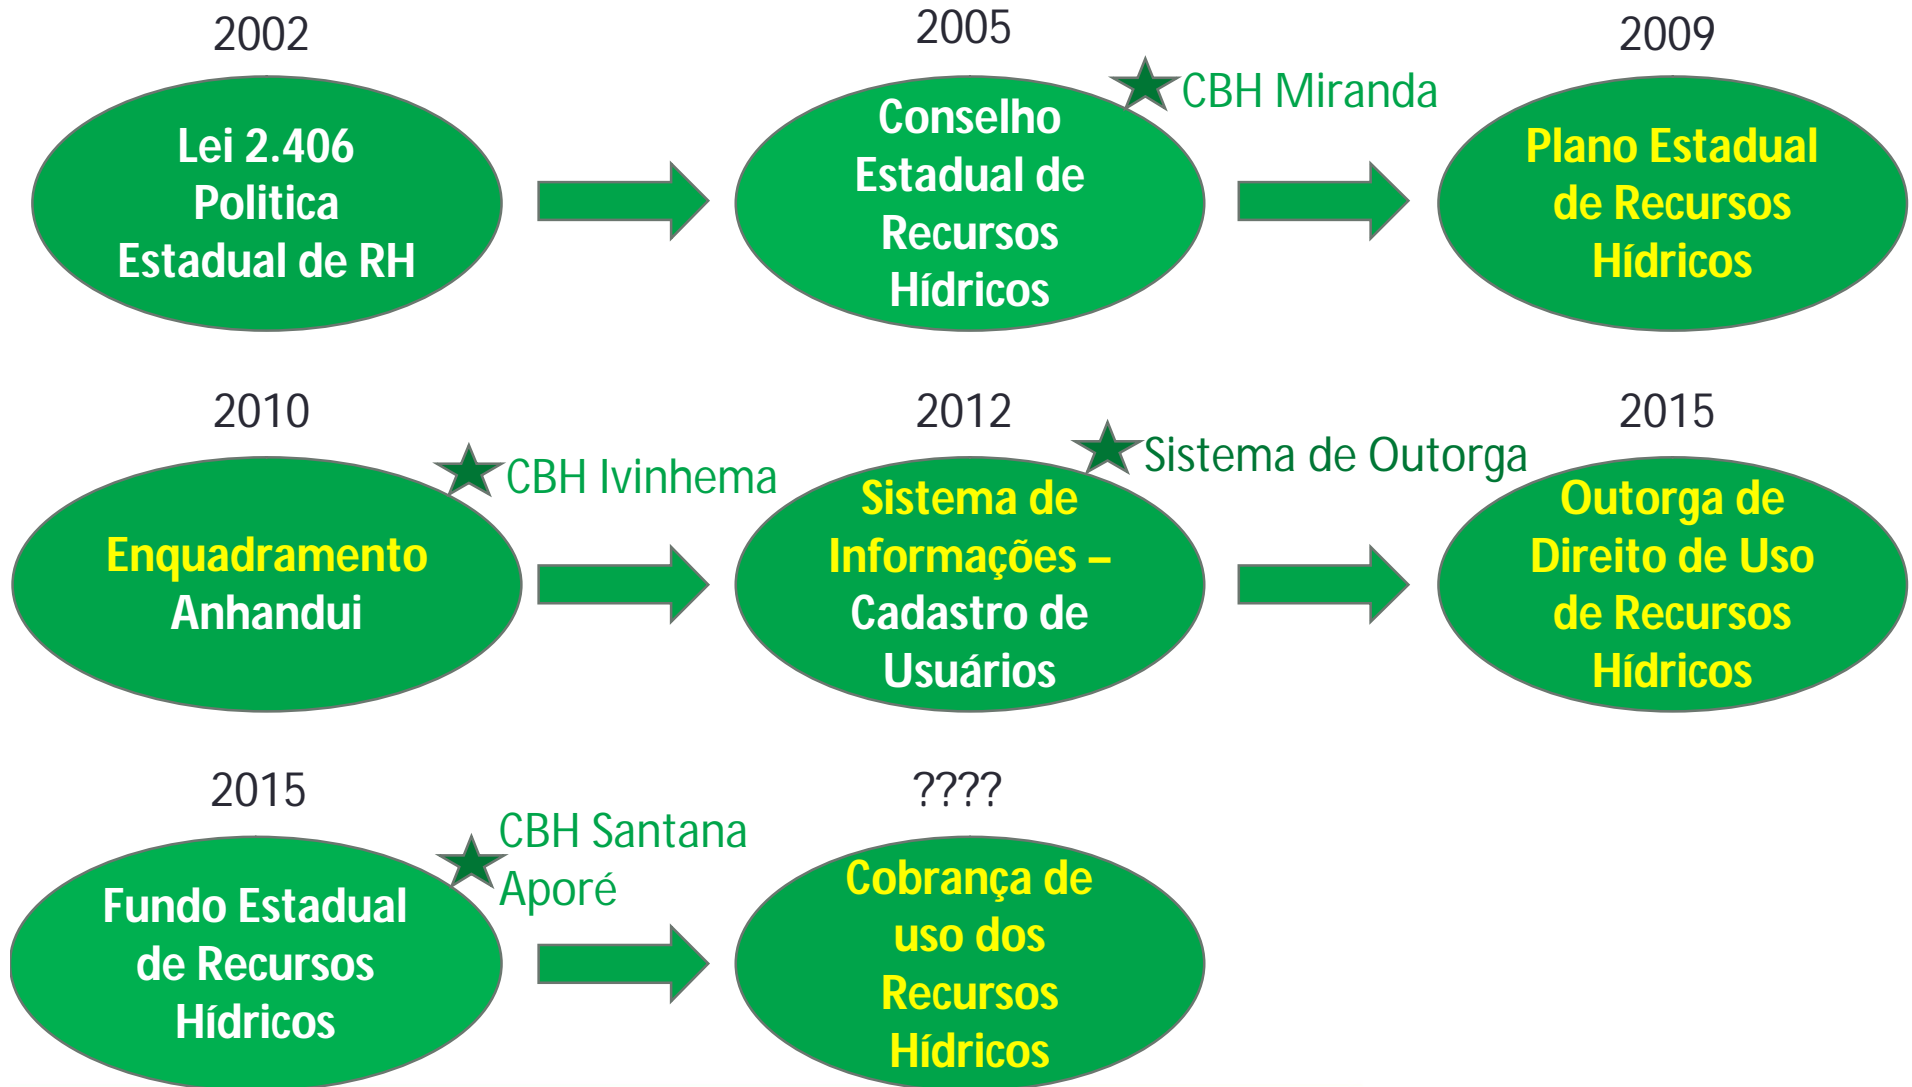 2002
Lei 2.406
Politica
Estadual de RH
2005
CBH Miranda
Conselho
Estadual de
Recursos
Hídricos
2009
Plano Estadual
de Recursos
Hídricos
2010
CBH Ivinhema
Enquadramento
Anhandui
2012
Sistema de Outorga
Sistema de
Informações –
Cadastro de
Usuários
2015
Outorga de
Direito de Uso
de Recursos
Hídricos
2015
CBH Santana
Aporé
Fundo Estadual
de Recursos
Hídricos
????
Cobrança de
uso dos
Recursos
Hídricos